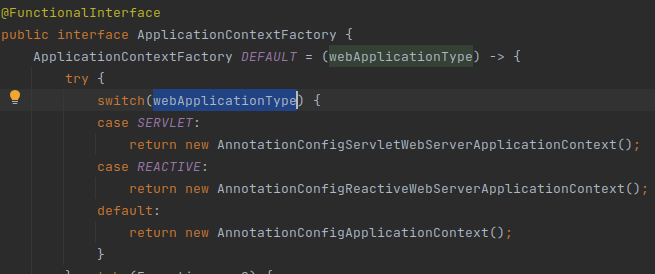 @FunctionalInterface
public interface ApplicationContextFactory {
ApplicationContextFactory DEFAULT = (webApplicationType) -> {
try {
switch(webApplicationType) {
case SERVLET:
return new AnnotationConfigServletWebServerApplicationContext();
case REACTIVE:
return new AnnotationConfigReactiveWebServerApplicationContext();
default:
return new AnnotationConfigApplicationContext();
}